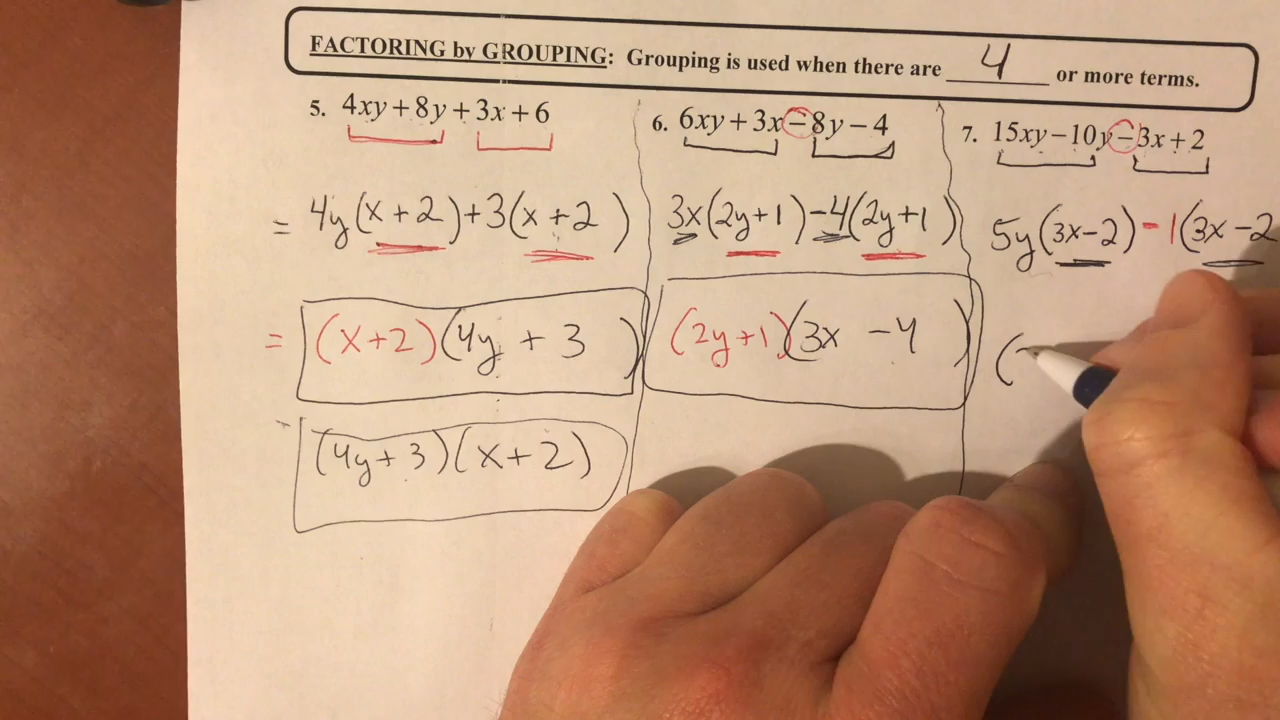 FACTORING by GROUPING: Grouping is used when there are 4 or more terms.
5. 4xy + 8y + 3x + 6
= 4y(x + 2) + 3(x + 2)
= (x + 2)(4y + 3)
(4y + 3)(x + 2)
6. 6xy + 3x − 8y − 4
3x(2y + 1) − 4(2y + 1)
(2y + 1)(3x − 4)
7. 15xy − 10y − 3x + 2
5y(3x − 2) − 1(3x − 2
(